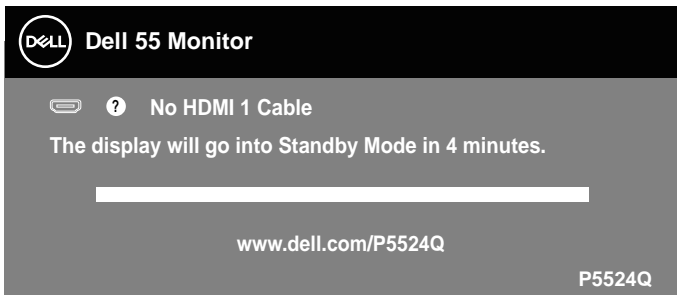 DELL Dell 55 Monitor
? No HDMI 1 Cable
The display will go into Standby Mode in 4 minutes.
www.dell.com/P5524Q
P5524Q